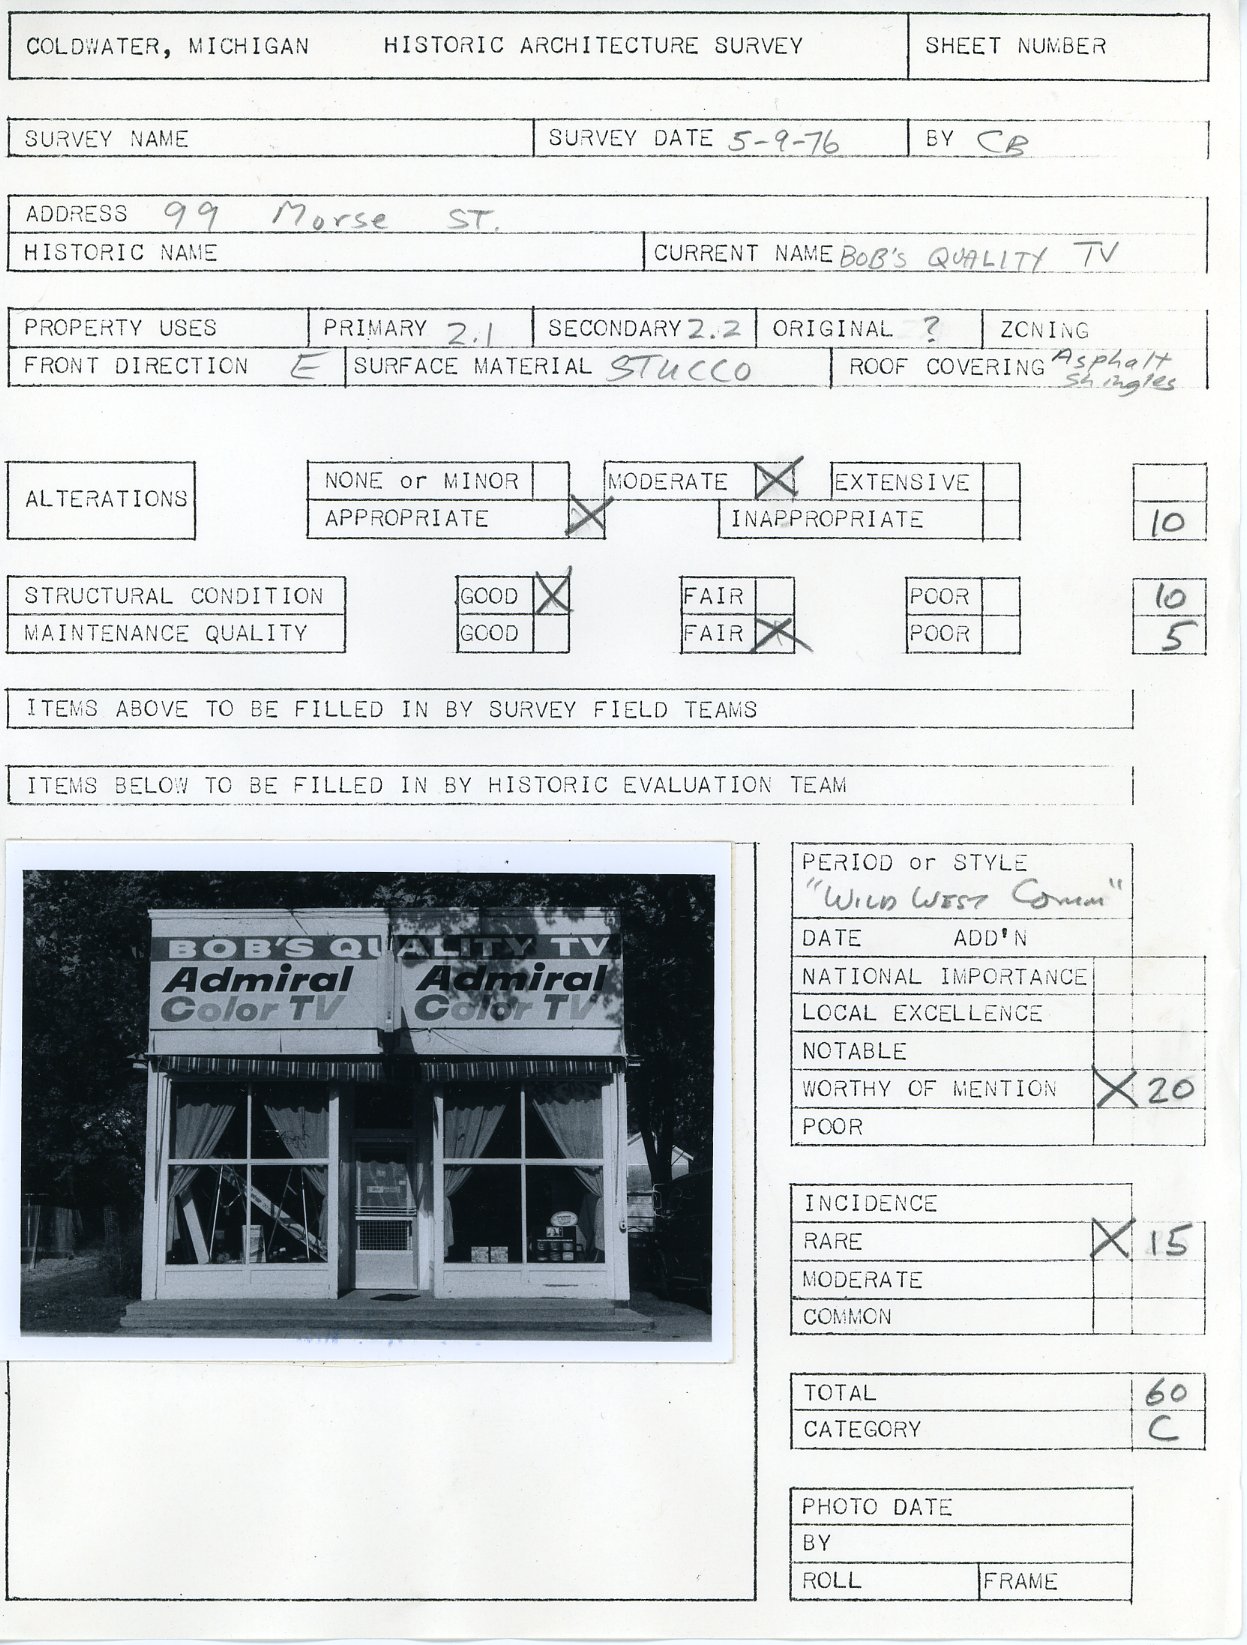 COLDWATER, MICHIGAN HISTORIC ARCHITECTURE SURVEY SHEET NUMBER
SURVEY NAME SURVEY DATE 5-9-76 BY CB
ADDRESS 99 Morse ST.
HISTORIC NAME CURRENT NAME BOB'S QUALITY TV
PROPERTY USES PRIMARY 2.1 SECONDARY 2.2 ORIGINAL ? ZONING
FRONT DIRECTION E SURFACE MATERIAL STUCCO ROOF COVERING Asphalt
Shingles
NONE or MINOR MODERATE X EXTENSIVE
ALTERATIONS
APPROPRIATE X INAPPROPRIATE 10
STRUCTURAL CONDITION GOOD X FAIR POOR 10
MAINTENANCE QUALITY GOOD FAIR X POOR 5
ITEMS ABOVE TO BE FILLED IN BY SURVEY FIELD TEAMS
ITEMS BELOW TO BE FILLED IN BY HISTORIC EVALUATION TEAM
BOB'S QUALITY TV
Admiral Admiral
Color TV Color TV
PERIOD or STYLE
"WILD WEST Comm"
DATE ADD'N
NATIONAL IMPORTANCE
LOCAL EXCELLENCE
NOTABLE
WORTHY OF MENTION X 20
POOR
INCIDENCE
RARE X 15
MODERATE
COMMON
TOTAL 60
CATEGORY C
PHOTO DATE
BY
ROLL FRAME